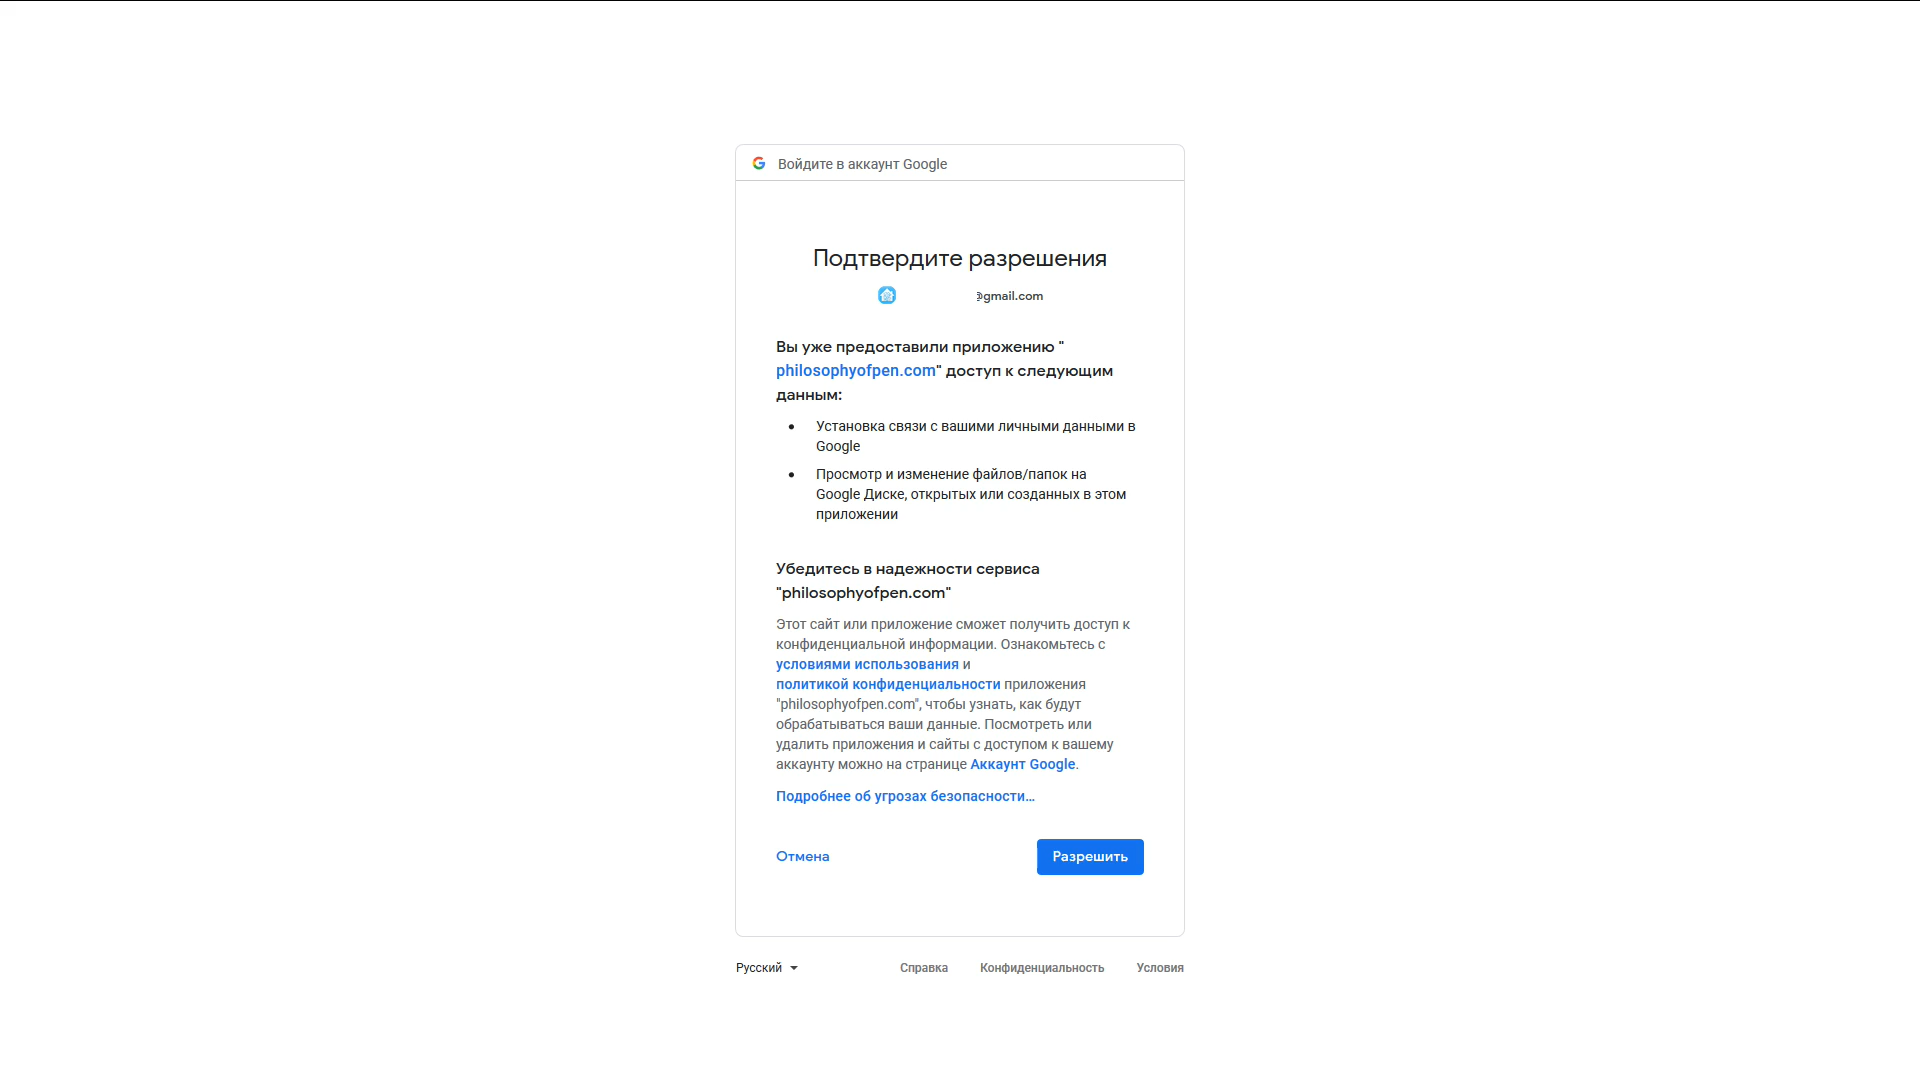 Войдите в аккаунт Google
Подтвердите разрешения
@gmail.com
Вы уже предоставили приложению "
philosophyofpen.com" доступ к следующим
данным:
• Установка связи с вашими личными данными в
Google
• Просмотр и изменение файлов/папок на
Google Диске, открытых или созданных в этом
приложении
Убедитесь в надежности сервиса
"philosophyofpen.com"
Этот сайт или приложение сможет получить доступ к
конфиденциальной информации. Ознакомьтесь с
условиями использования и
политикой конфиденциальности приложения
"philosophyofpen.com", чтобы узнать, как будут
обрабатываться ваши данные. Посмотреть или
удалить приложения и сайты с доступом к вашему
аккаунту можно на странице Аккаунт Google.
Подробнее об угрозах безопасности...
Отмена
Разрешить
Русский
Справка
Конфиденциальность
Условия